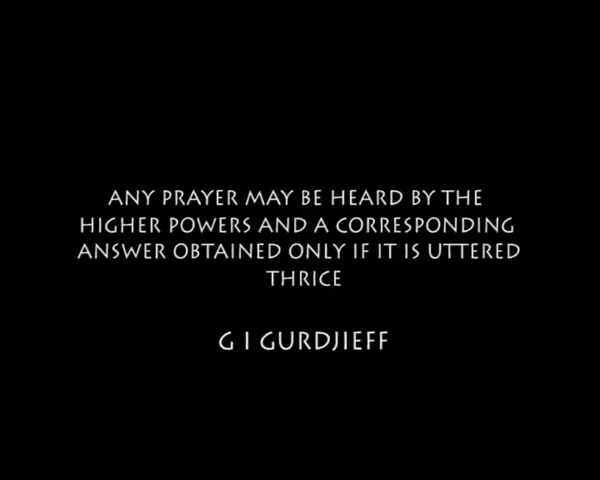 ANY PRAYER MAY BE HEARD BY THE
HIGHER POWERS AND A CORRESPONDING
ANSWER OBTAINED ONLY IF IT IS UTTERED
THRICE
G I GURDJIEFF